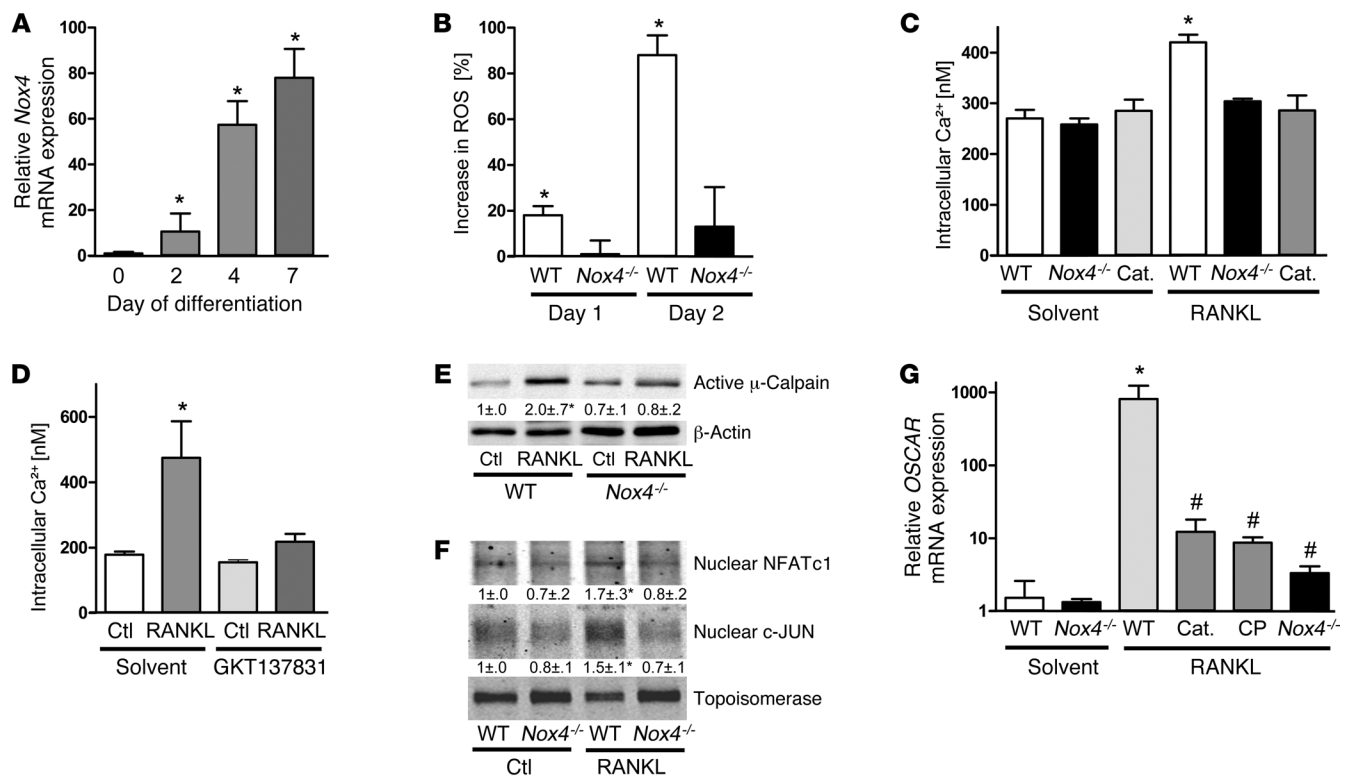 A
Relative Nox4
mRNA expression
100
80
60
40
20
0
*
*
*
0 2 4 7
Day of differentiation
B
Increase in ROS [%]
100
80
60
40
20
0
*
*
WT Nox4-/- WT Nox4-/-
Day 1 Day 2
C
Intracellular Ca²⁺ [nM]
400
300
200
100
0
*
WT Nox4-/- Cat. WT Nox4-/- Cat.
Solvent RANKL
D
Intracellular Ca²⁺ [nM]
600
400
200
0
*
Ctl RANKL Ctl RANKL
Solvent GKT137831
E
Active μ-Calpain
1±.0 2.0±.7* 0.7±.1 0.8±.2
β-Actin
Ctl RANKL Ctl RANKL
WT Nox4-/-
F
Nuclear NFATc1
1±.0 0.7±.2 1.7±.3* 0.8±.2
Nuclear c-JUN
1±.0 0.8±.1 1.5±.1* 0.7±.1
Topoisomerase
WT Nox4-/- WT Nox4-/-
Ctl RANKL
G
Relative OSCAR
mRNA expression
1000
100
10
1
*
#
#
#
WT Nox4-/- WT Cat. CP Nox4-/-
Solvent RANKL